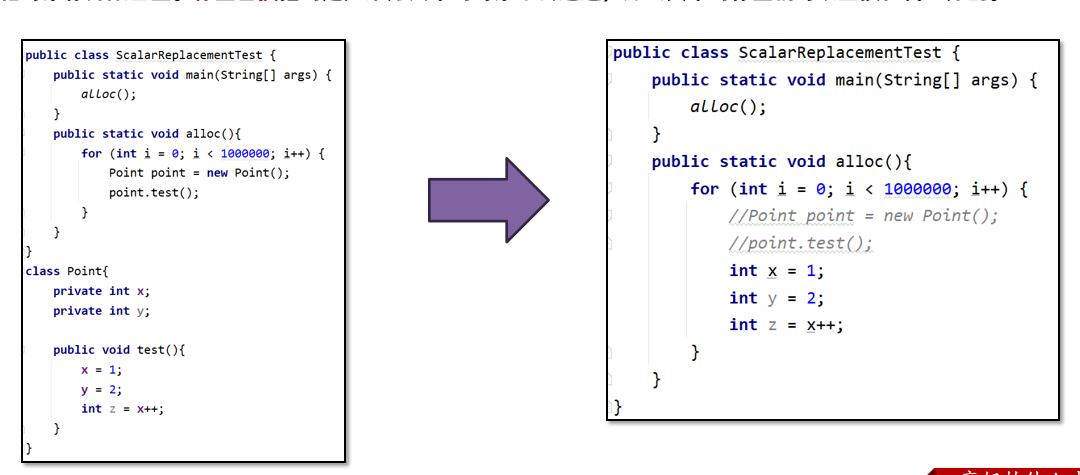 public class ScalarReplacementTest {
public static void main(String[] args) {
alloc();
}
public static void alloc(){
for (int i = 0; i < 1000000; i++) {
Point point = new Point();
point.test();
}
}
}
class Point{
private int x;
private int y;
public void test(){
x = 1;
y = 2;
int z = x++;
}
}
public class ScalarReplacementTest {
public static void main(String[] args) {
alloc();
}
public static void alloc(){
for (int i = 0; i < 1000000; i++) {
//Point point = new Point();
//point.test();
int x = 1;
int y = 2;
int z = x++;
}
}
}